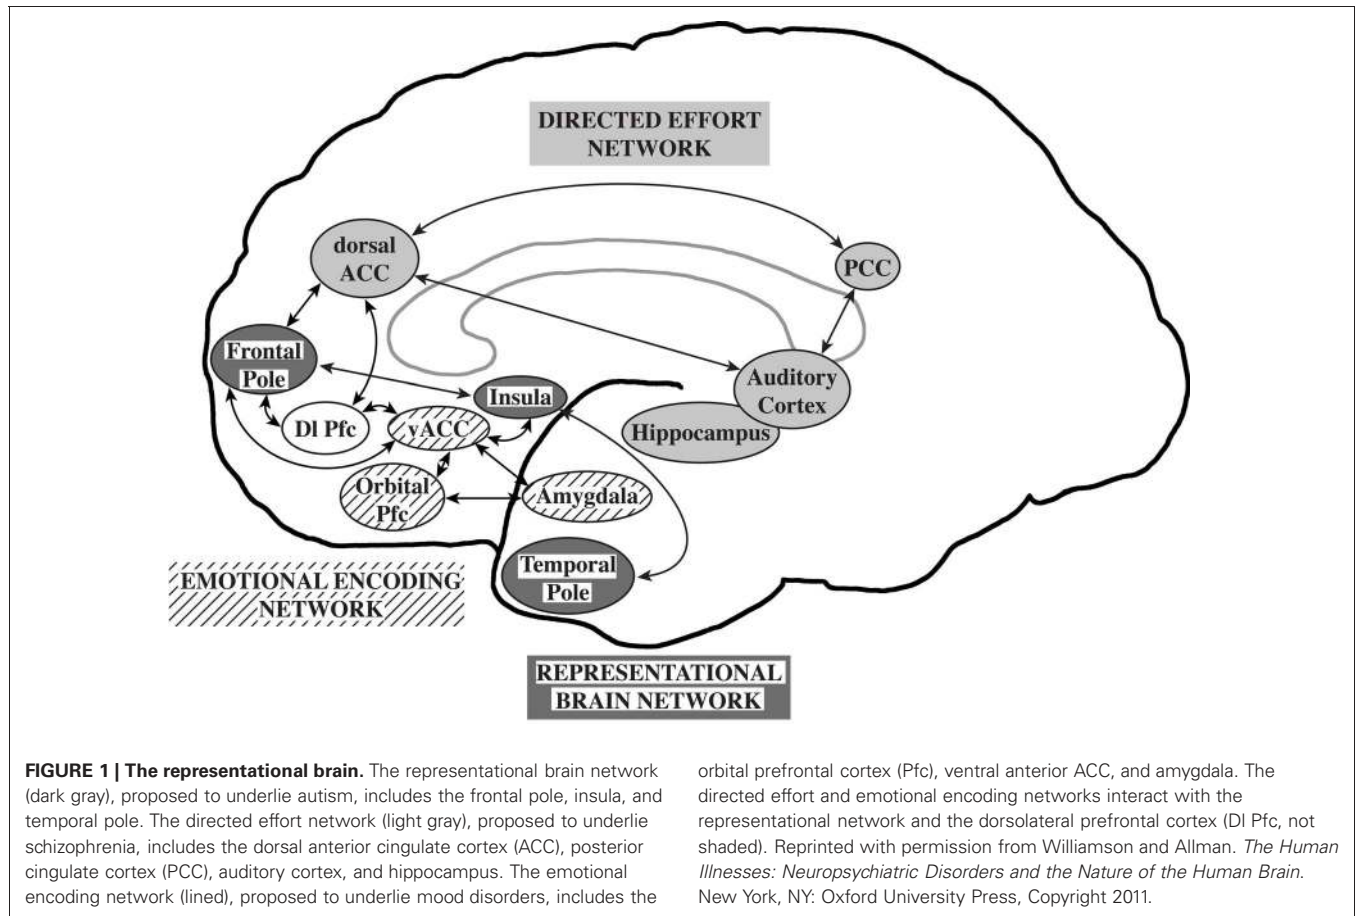 DIRECTED EFFORT
NETWORK
dorsal
ACC
PCC
Frontal
Pole
Auditory
Cortex
Insula
Dl Pfc
vACC
Hippocampus
Orbital
Pfc
Amygdala
Temporal
Pole
EMOTIONAL ENCODING
NETWORK
REPRESENTATIONAL
BRAIN NETWORK
FIGURE 1 | The representational brain. The representational brain network
(dark gray), proposed to underlie autism, includes the frontal pole, insula, and
temporal pole. The directed effort network (light gray), proposed to underlie
schizophrenia, includes the dorsal anterior cingulate cortex (ACC), posterior
cingulate cortex (PCC), auditory cortex, and hippocampus. The emotional
encoding network (lined), proposed to underlie mood disorders, includes the
orbital prefrontal cortex (Pfc), ventral anterior ACC, and amygdala. The
directed effort and emotional encoding networks interact with the
representational network and the dorsolateral prefrontal cortex (Dl Pfc, not
shaded). Reprinted with permission from Williamson and Allman. The Human
Illnesses: Neuropsychiatric Disorders and the Nature of the Human Brain.
New York, NY: Oxford University Press, Copyright 2011.